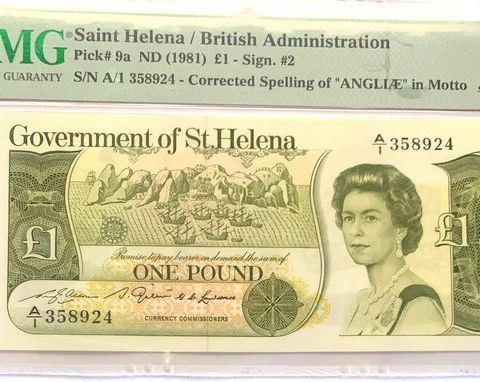 MG® Saint Helena / British Administration
Pick# 9a ND (1981) £1 - Sign. #2
GUARANTY
S/N A/1 358924 - Corrected Spelling of "ANGLIÆ" in Motto
Government of St.Helena
A/1 358924
£1
£1
Promise to pay bearer on demand the sum of
ONE POUND
A/1 358924
CURRENCY COMMISSIONERS